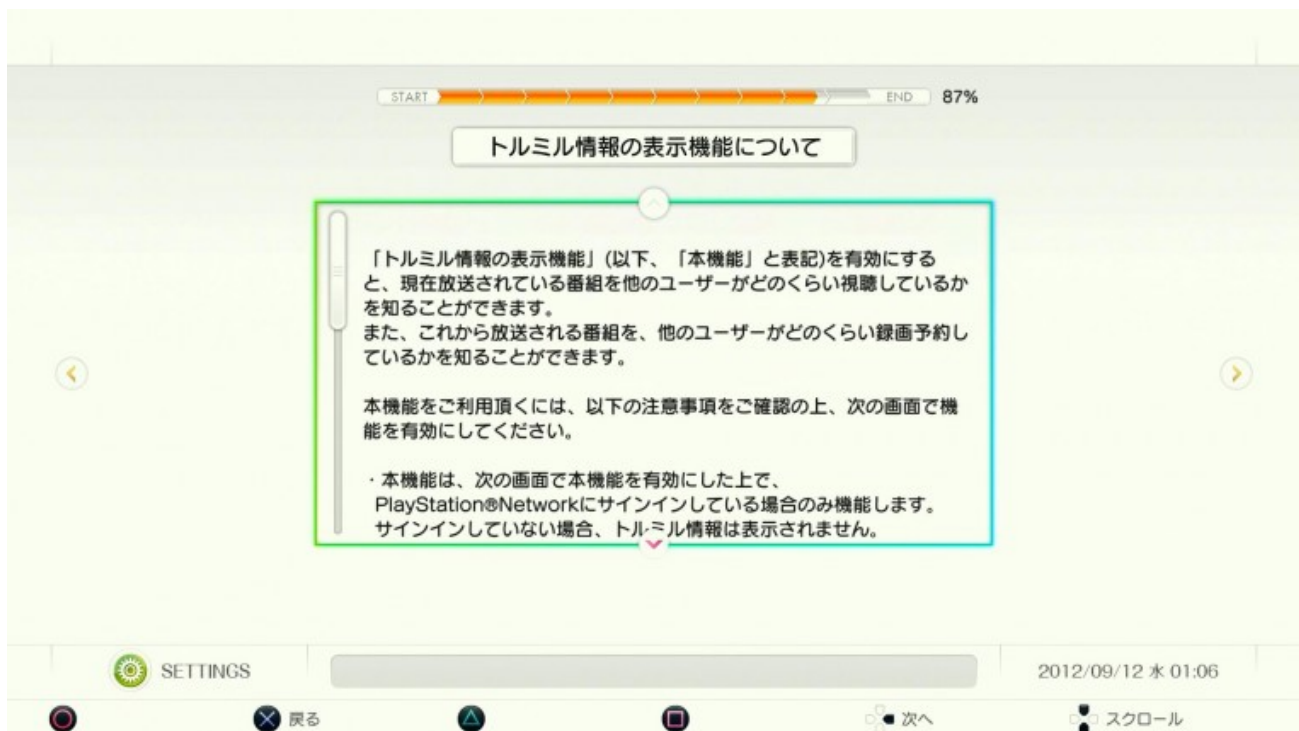 START END 87%
トルミル情報の表示機能について
「トルミル情報の表示機能」(以下、「本機能」と表記)を有効にする
と、現在放送されている番組を他のユーザーがどのくらい視聴しているか
を知ることができます。
また、これから放送される番組を、他のユーザーがどのくらい録画予約し
ているかを知ることができます。
本機能をご利用頂くには、以下の注意事項をご確認の上、次の画面で機
能を有効にしてください。
・本機能は、次の画面で本機能を有効にした上で、
PlayStation®Networkにサインインしている場合のみ機能します。
サインインしていない場合、トルミル情報は表示されません。
SETTINGS
2012/09/12 水 01:06
戻る 次へ スクロール